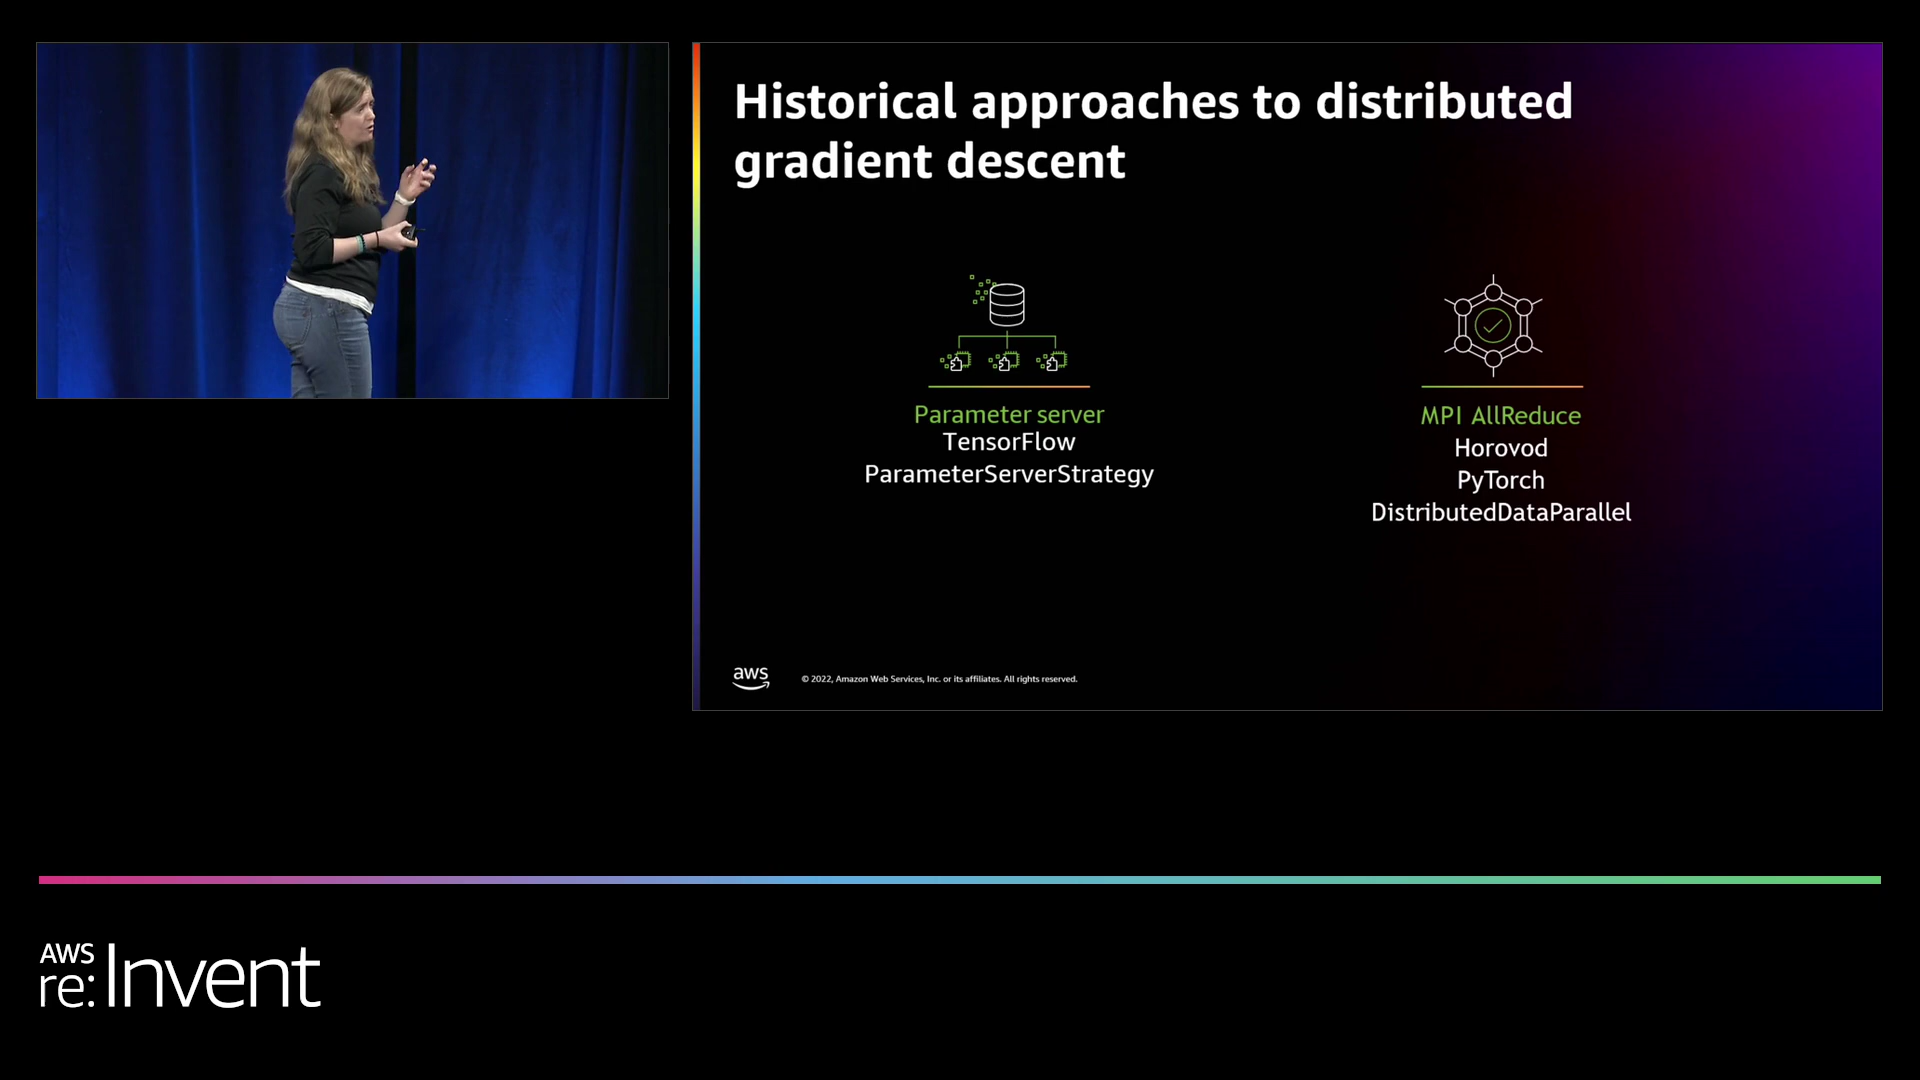 Historical approaches to distributed
gradient descent
Parameter server
TensorFlow
ParameterServerStrategy
MPI AllReduce
Horovod
PyTorch
DistributedDataParallel
aws
© 2022, Amazon Web Services, Inc. or its affiliates. All rights reserved.
AWS
re:Invent